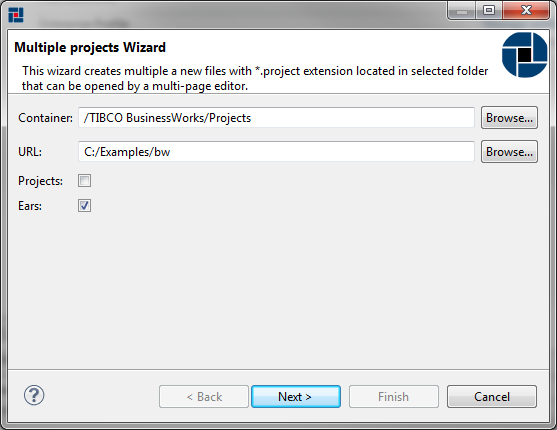 Multiple projects Wizard
This wizard creates multiple a new files with *.project extension located in selected folder
that can be opened by a multi-page editor.
Container: /TIBCO BusinessWorks/Projects Browse...
URL: C:/Examples/bw Browse...
Projects:
Ears:
? < Back Next > Finish Cancel